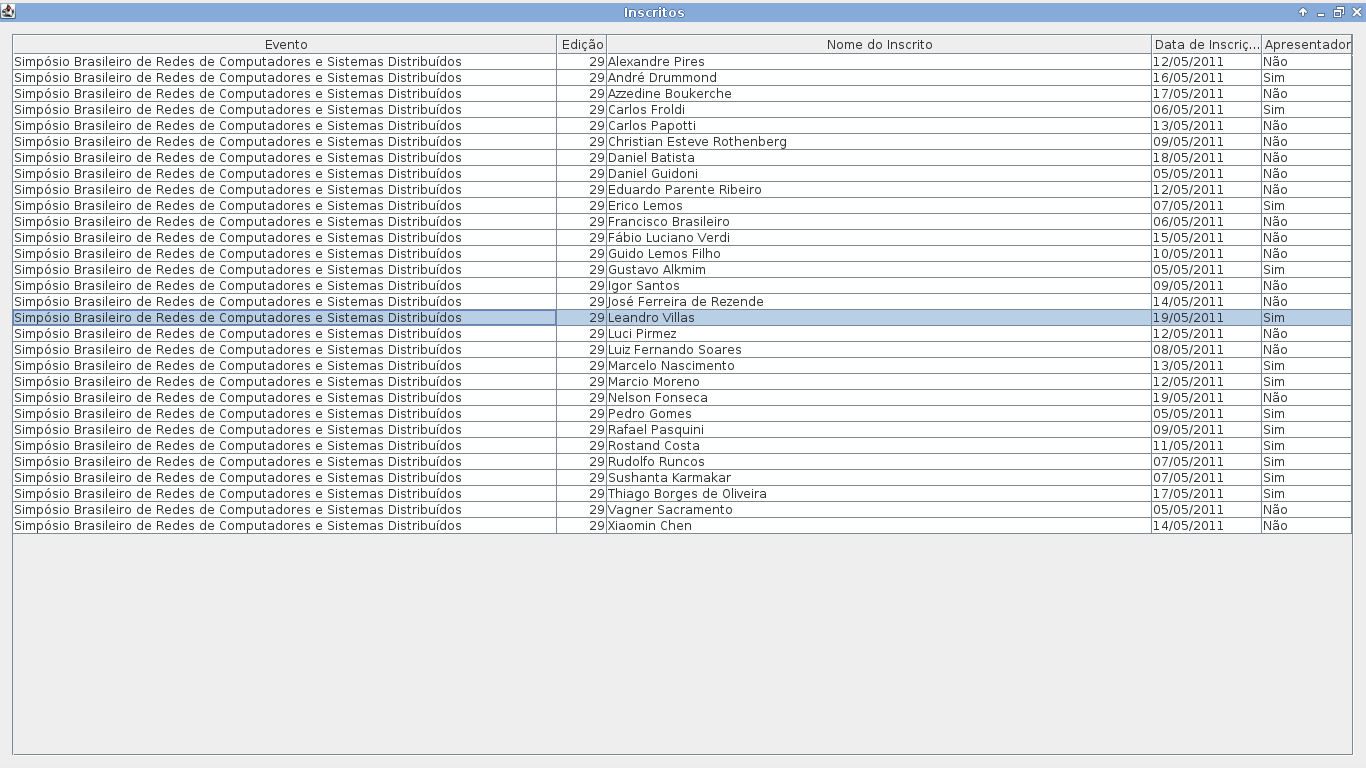 Inscritos
Evento Edição Nome do Inscrito Data de Inscriç... Apresentador
Simpósio Brasileiro de Redes de Computadores e Sistemas Distribuídos 29 Alexandre Pires 12/05/2011 Não
Simpósio Brasileiro de Redes de Computadores e Sistemas Distribuídos 29 André Drummond 16/05/2011 Sim
Simpósio Brasileiro de Redes de Computadores e Sistemas Distribuídos 29 Azzedine Boukerche 17/05/2011 Não
Simpósio Brasileiro de Redes de Computadores e Sistemas Distribuídos 29 Carlos Froldi 06/05/2011 Sim
Simpósio Brasileiro de Redes de Computadores e Sistemas Distribuídos 29 Carlos Papotti 13/05/2011 Não
Simpósio Brasileiro de Redes de Computadores e Sistemas Distribuídos 29 Christian Esteve Rothenberg 09/05/2011 Não
Simpósio Brasileiro de Redes de Computadores e Sistemas Distribuídos 29 Daniel Batista 18/05/2011 Não
Simpósio Brasileiro de Redes de Computadores e Sistemas Distribuídos 29 Daniel Guidoni 05/05/2011 Não
Simpósio Brasileiro de Redes de Computadores e Sistemas Distribuídos 29 Eduardo Parente Ribeiro 12/05/2011 Não
Simpósio Brasileiro de Redes de Computadores e Sistemas Distribuídos 29 Erico Lemos 07/05/2011 Sim
Simpósio Brasileiro de Redes de Computadores e Sistemas Distribuídos 29 Francisco Brasileiro 06/05/2011 Não
Simpósio Brasileiro de Redes de Computadores e Sistemas Distribuídos 29 Fábio Luciano Verdi 15/05/2011 Não
Simpósio Brasileiro de Redes de Computadores e Sistemas Distribuídos 29 Guido Lemos Filho 10/05/2011 Não
Simpósio Brasileiro de Redes de Computadores e Sistemas Distribuídos 29 Gustavo Alkmim 05/05/2011 Sim
Simpósio Brasileiro de Redes de Computadores e Sistemas Distribuídos 29 Igor Santos 09/05/2011 Não
Simpósio Brasileiro de Redes de Computadores e Sistemas Distribuídos 29 José Ferreira de Rezende 14/05/2011 Não
Simpósio Brasileiro de Redes de Computadores e Sistemas Distribuídos 29 Leandro Villas 19/05/2011 Sim
Simpósio Brasileiro de Redes de Computadores e Sistemas Distribuídos 29 Luci Pirmez 12/05/2011 Não
Simpósio Brasileiro de Redes de Computadores e Sistemas Distribuídos 29 Luiz Fernando Soares 08/05/2011 Não
Simpósio Brasileiro de Redes de Computadores e Sistemas Distribuídos 29 Marcelo Nascimento 13/05/2011 Sim
Simpósio Brasileiro de Redes de Computadores e Sistemas Distribuídos 29 Marcio Moreno 12/05/2011 Sim
Simpósio Brasileiro de Redes de Computadores e Sistemas Distribuídos 29 Nelson Fonseca 19/05/2011 Não
Simpósio Brasileiro de Redes de Computadores e Sistemas Distribuídos 29 Pedro Gomes 05/05/2011 Sim
Simpósio Brasileiro de Redes de Computadores e Sistemas Distribuídos 29 Rafael Pasquini 09/05/2011 Sim
Simpósio Brasileiro de Redes de Computadores e Sistemas Distribuídos 29 Rostand Costa 11/05/2011 Sim
Simpósio Brasileiro de Redes de Computadores e Sistemas Distribuídos 29 Rudolfo Runcos 07/05/2011 Sim
Simpósio Brasileiro de Redes de Computadores e Sistemas Distribuídos 29 Sushanta Karmakar 07/05/2011 Sim
Simpósio Brasileiro de Redes de Computadores e Sistemas Distribuídos 29 Thiago Borges de Oliveira 17/05/2011 Sim
Simpósio Brasileiro de Redes de Computadores e Sistemas Distribuídos 29 Vagner Sacramento 05/05/2011 Não
Simpósio Brasileiro de Redes de Computadores e Sistemas Distribuídos 29 Xiaomin Chen 14/05/2011 Não